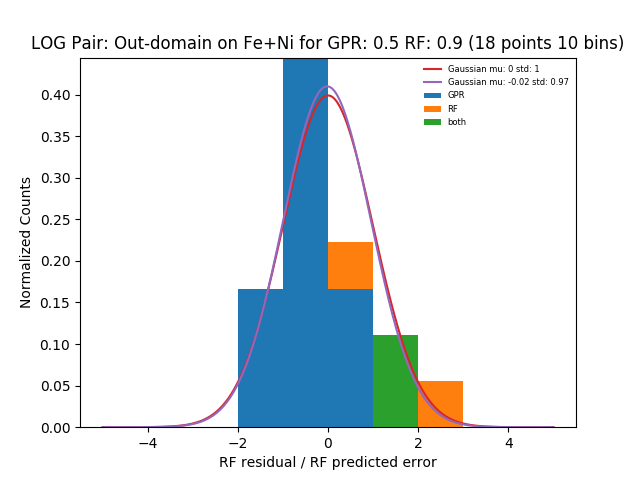 LOG Pair: Out-domain on Fe+Ni for GPR: 0.5 RF: 0.9 (18 points 10 bins)
Gaussian mu: 0 std: 1
Gaussian mu: -0.02 std: 0.97
GPR
RF
both
Normalized Counts
0.40
0.35
0.30
0.25
0.20
0.15
0.10
0.05
0.00
−4 −2 0 2 4
RF residual / RF predicted error